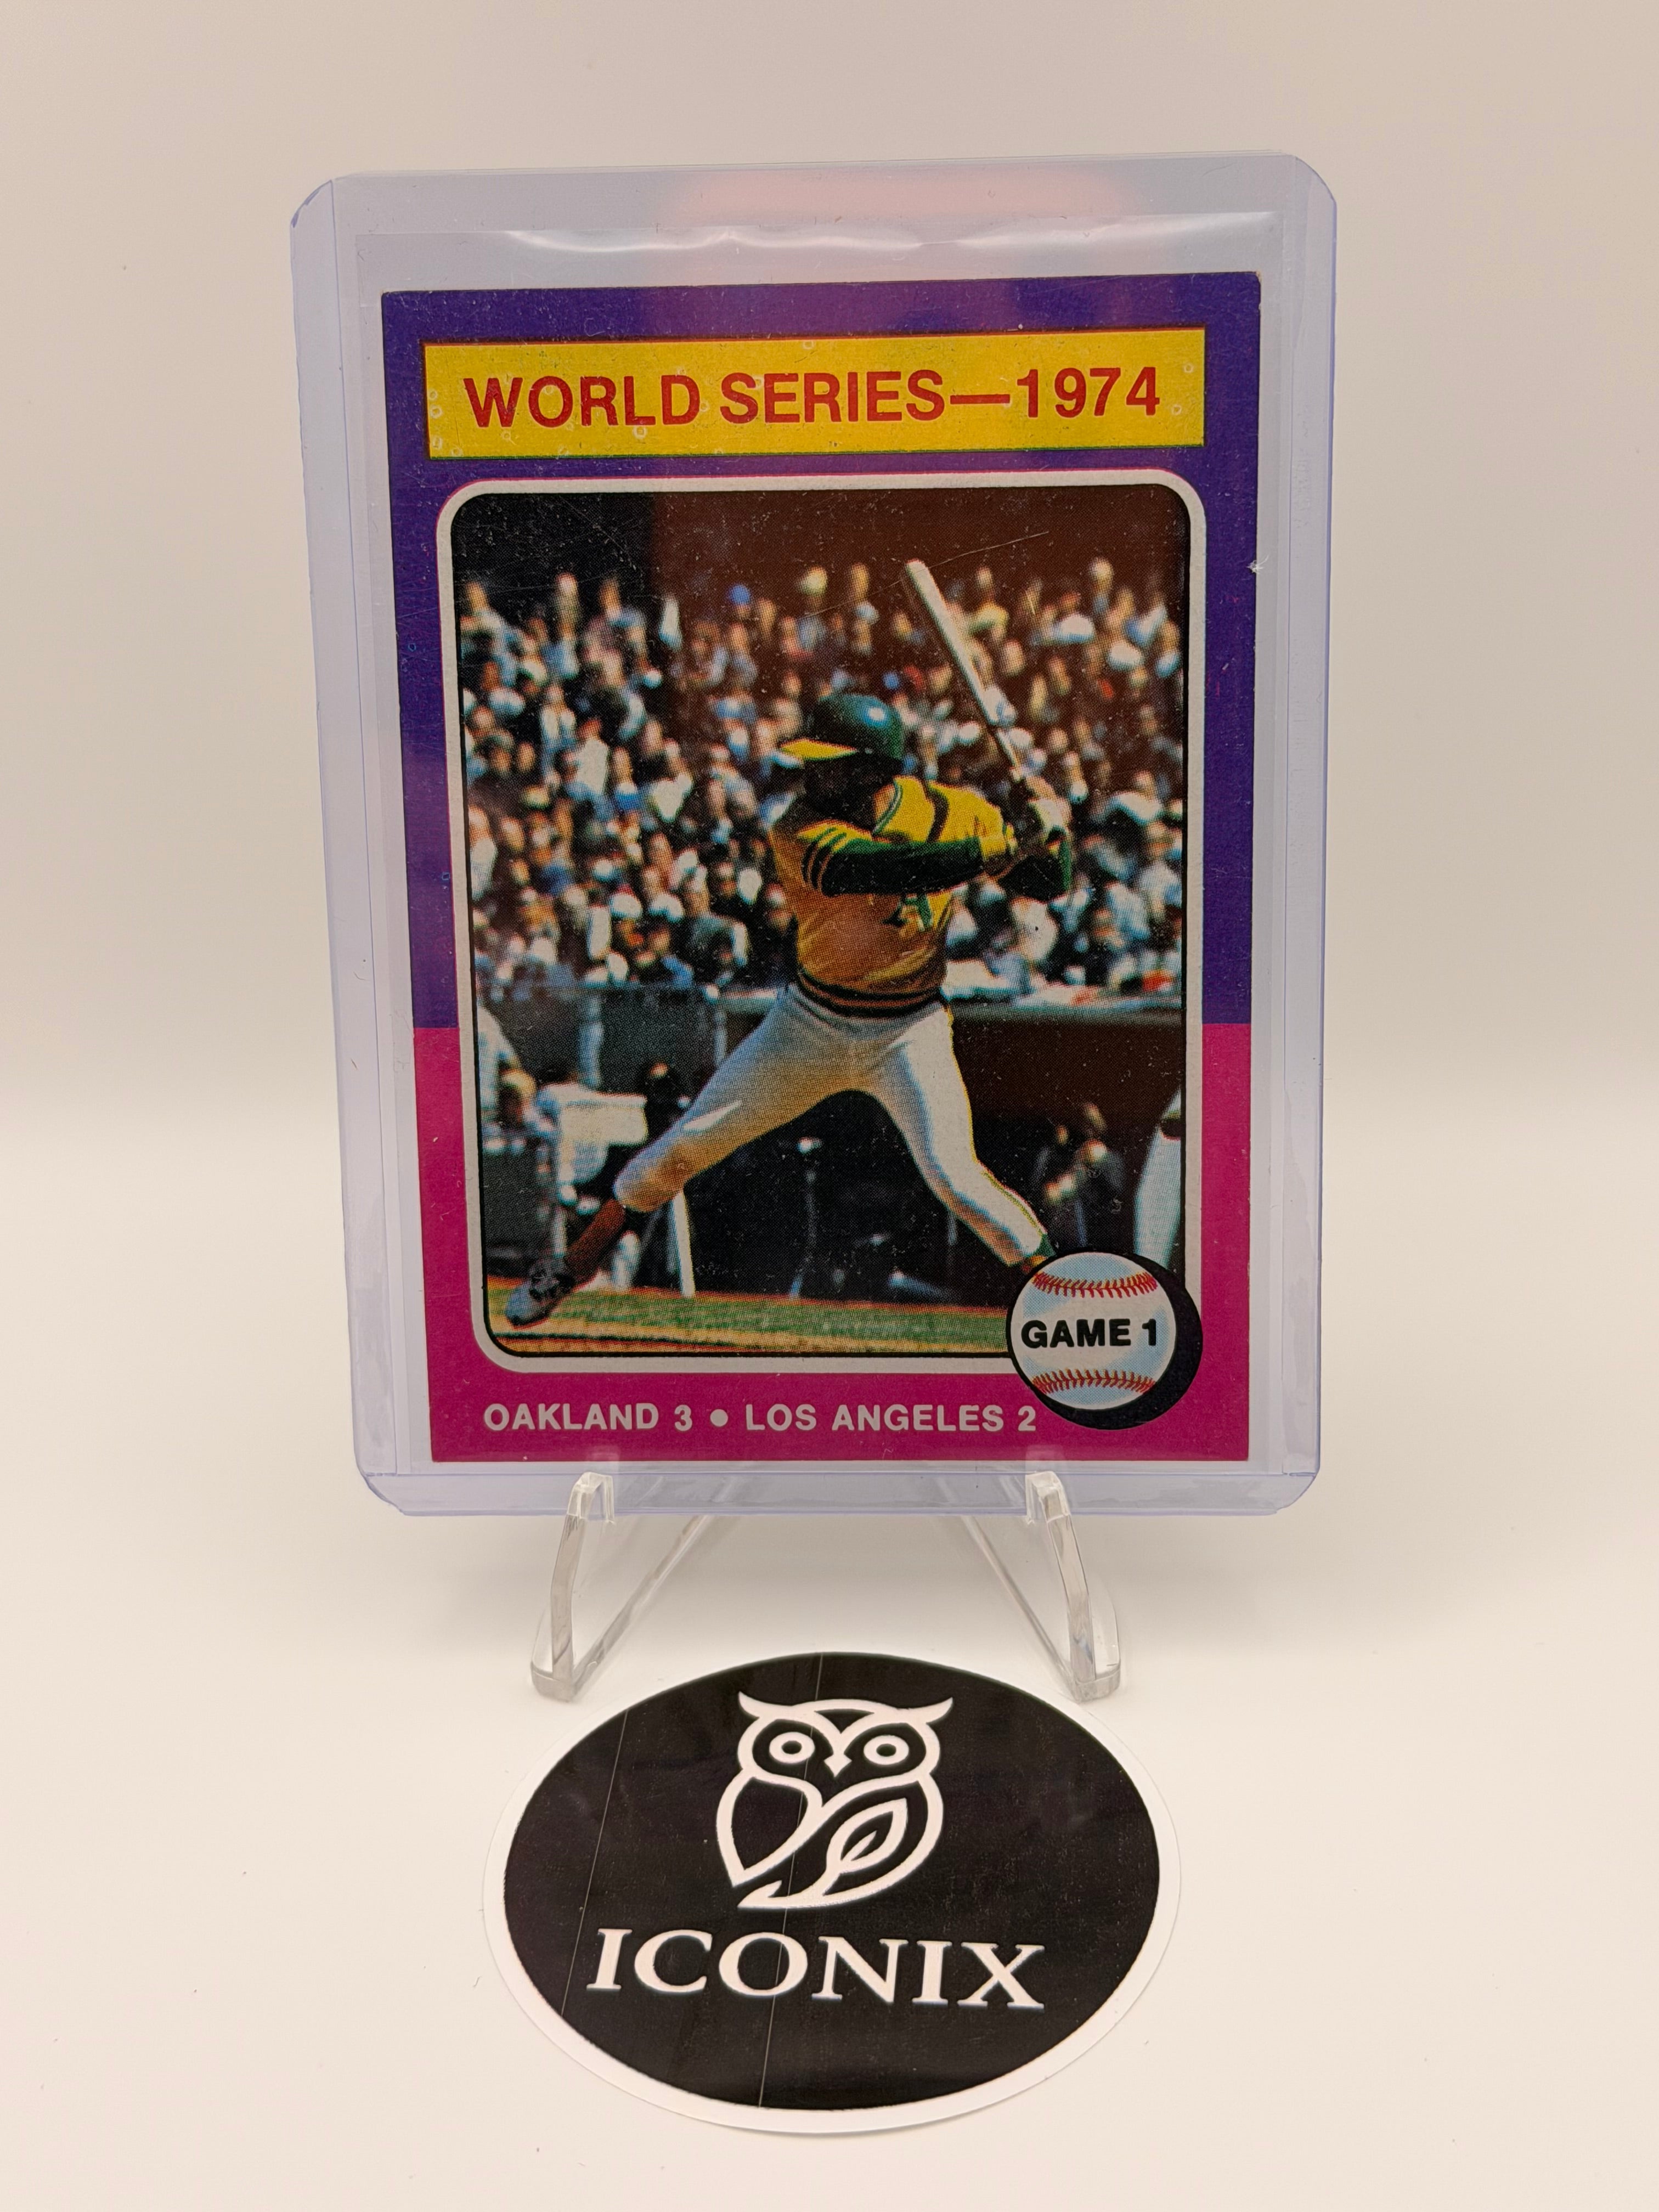 WORLD SERIES—1974
GAME 1
OAKLAND 3 • LOS ANGELES 2
ICONIX